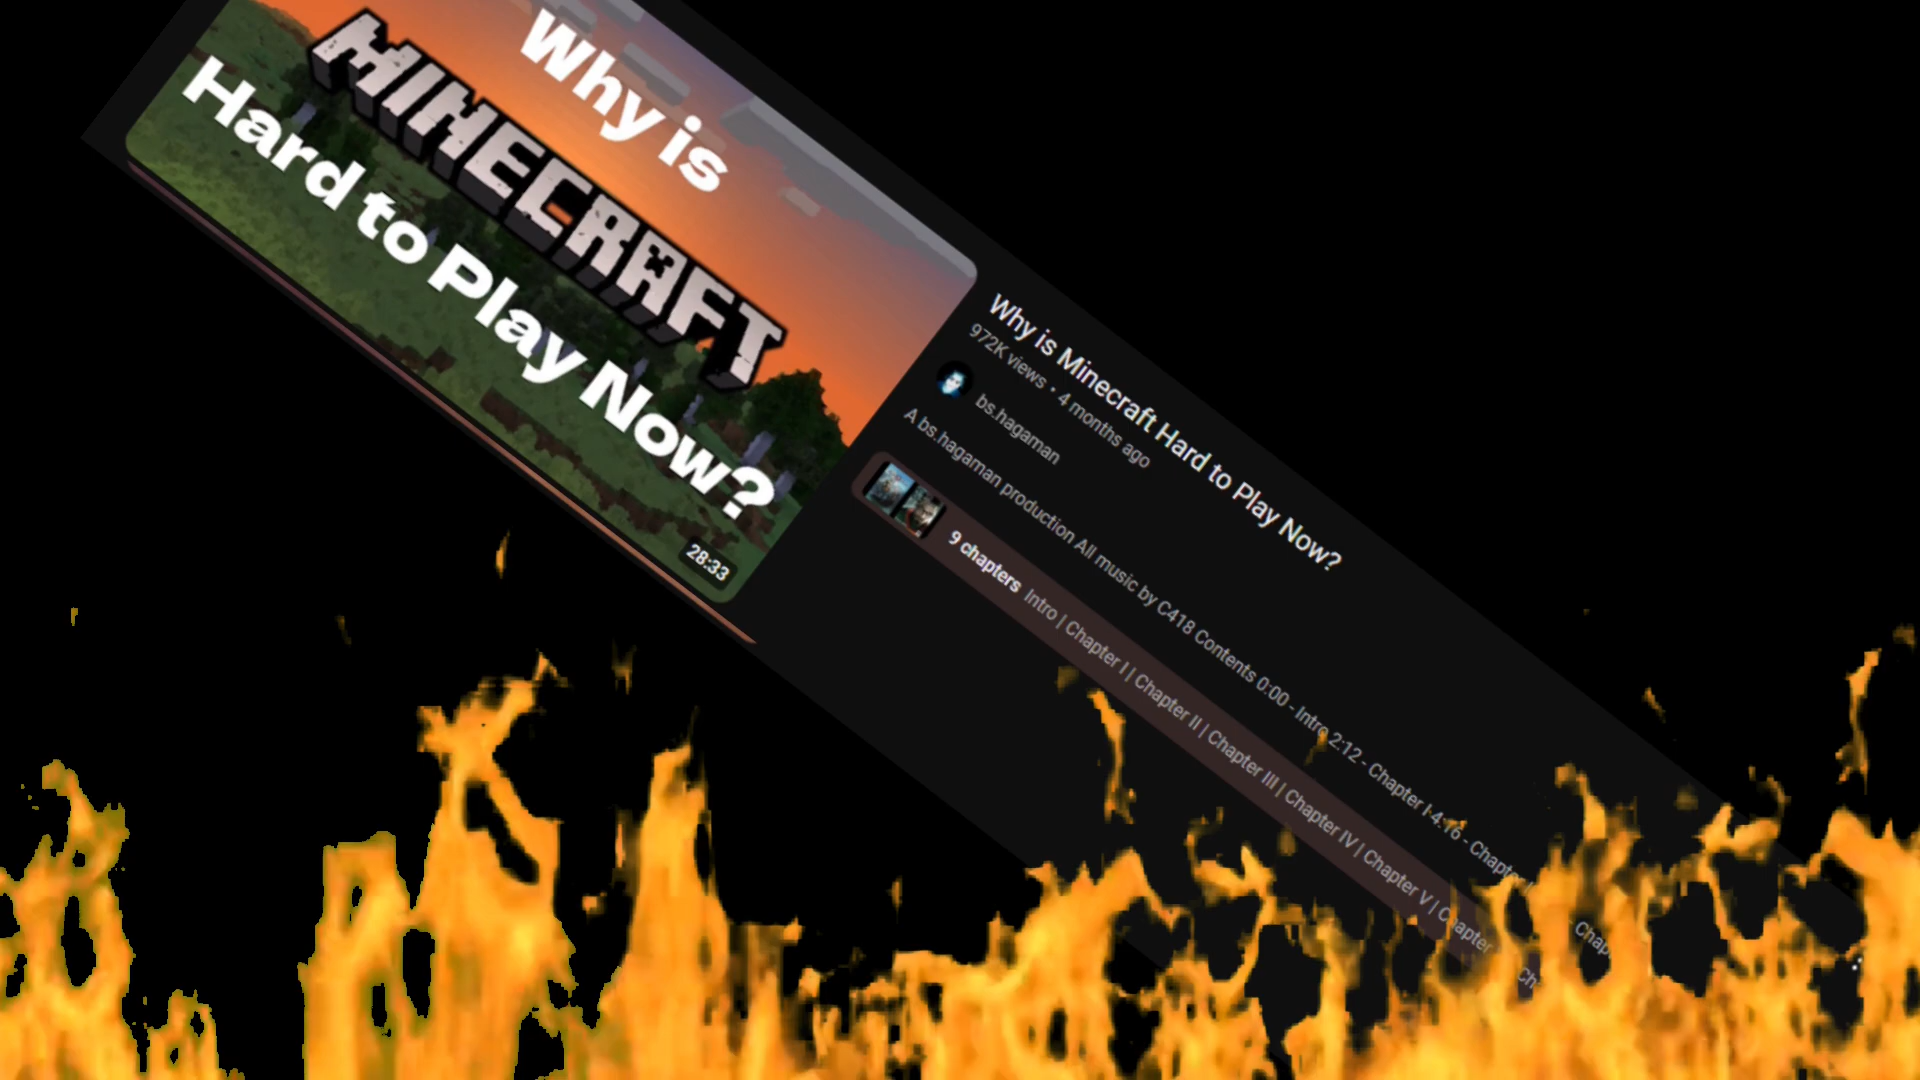 Why is
MINECRAFT
Hard to Play Now?
28:33
Why is Minecraft Hard to Play Now?
972K views • 4 months ago
bs.hagaman
A bs.hagaman production All music by C418 Contents 0:00 - Intro 2:12 - Chapter I 4:16 - Chapter
9 chapters Intro | Chapter I | Chapter II | Chapter III | Chapter IV | Chapter V | Chapter